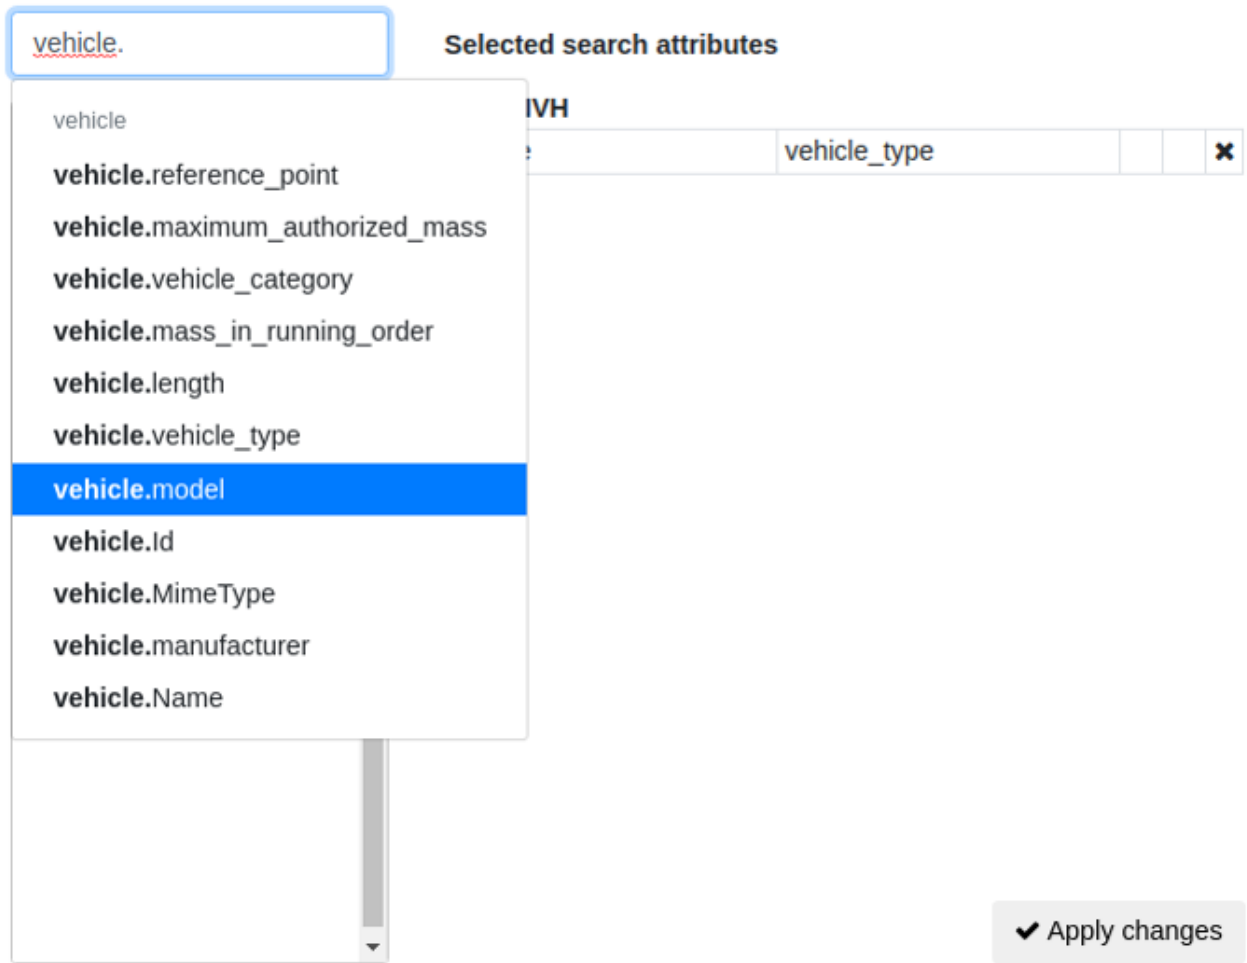 vehicle.
Selected search attributes
vehicle
vehicle.reference_point
vehicle.maximum_authorized_mass
vehicle.vehicle_category
vehicle.mass_in_running_order
vehicle.length
vehicle.vehicle_type
vehicle.model
vehicle.Id
vehicle.MimeType
vehicle.manufacturer
vehicle.Name
vehicle_type
Apply changes